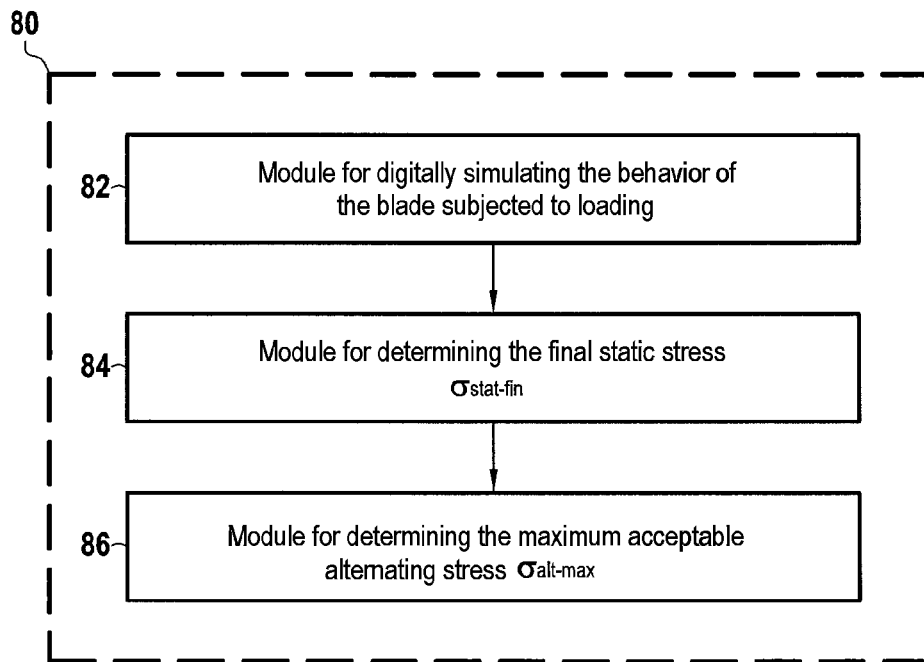 80
82
Module for digitally simulating the behavior of
the blade subjected to loading
84
Module for determining the final static stress
σstat-fin
86
Module for determining the maximum acceptable
alternating stress σalt-max